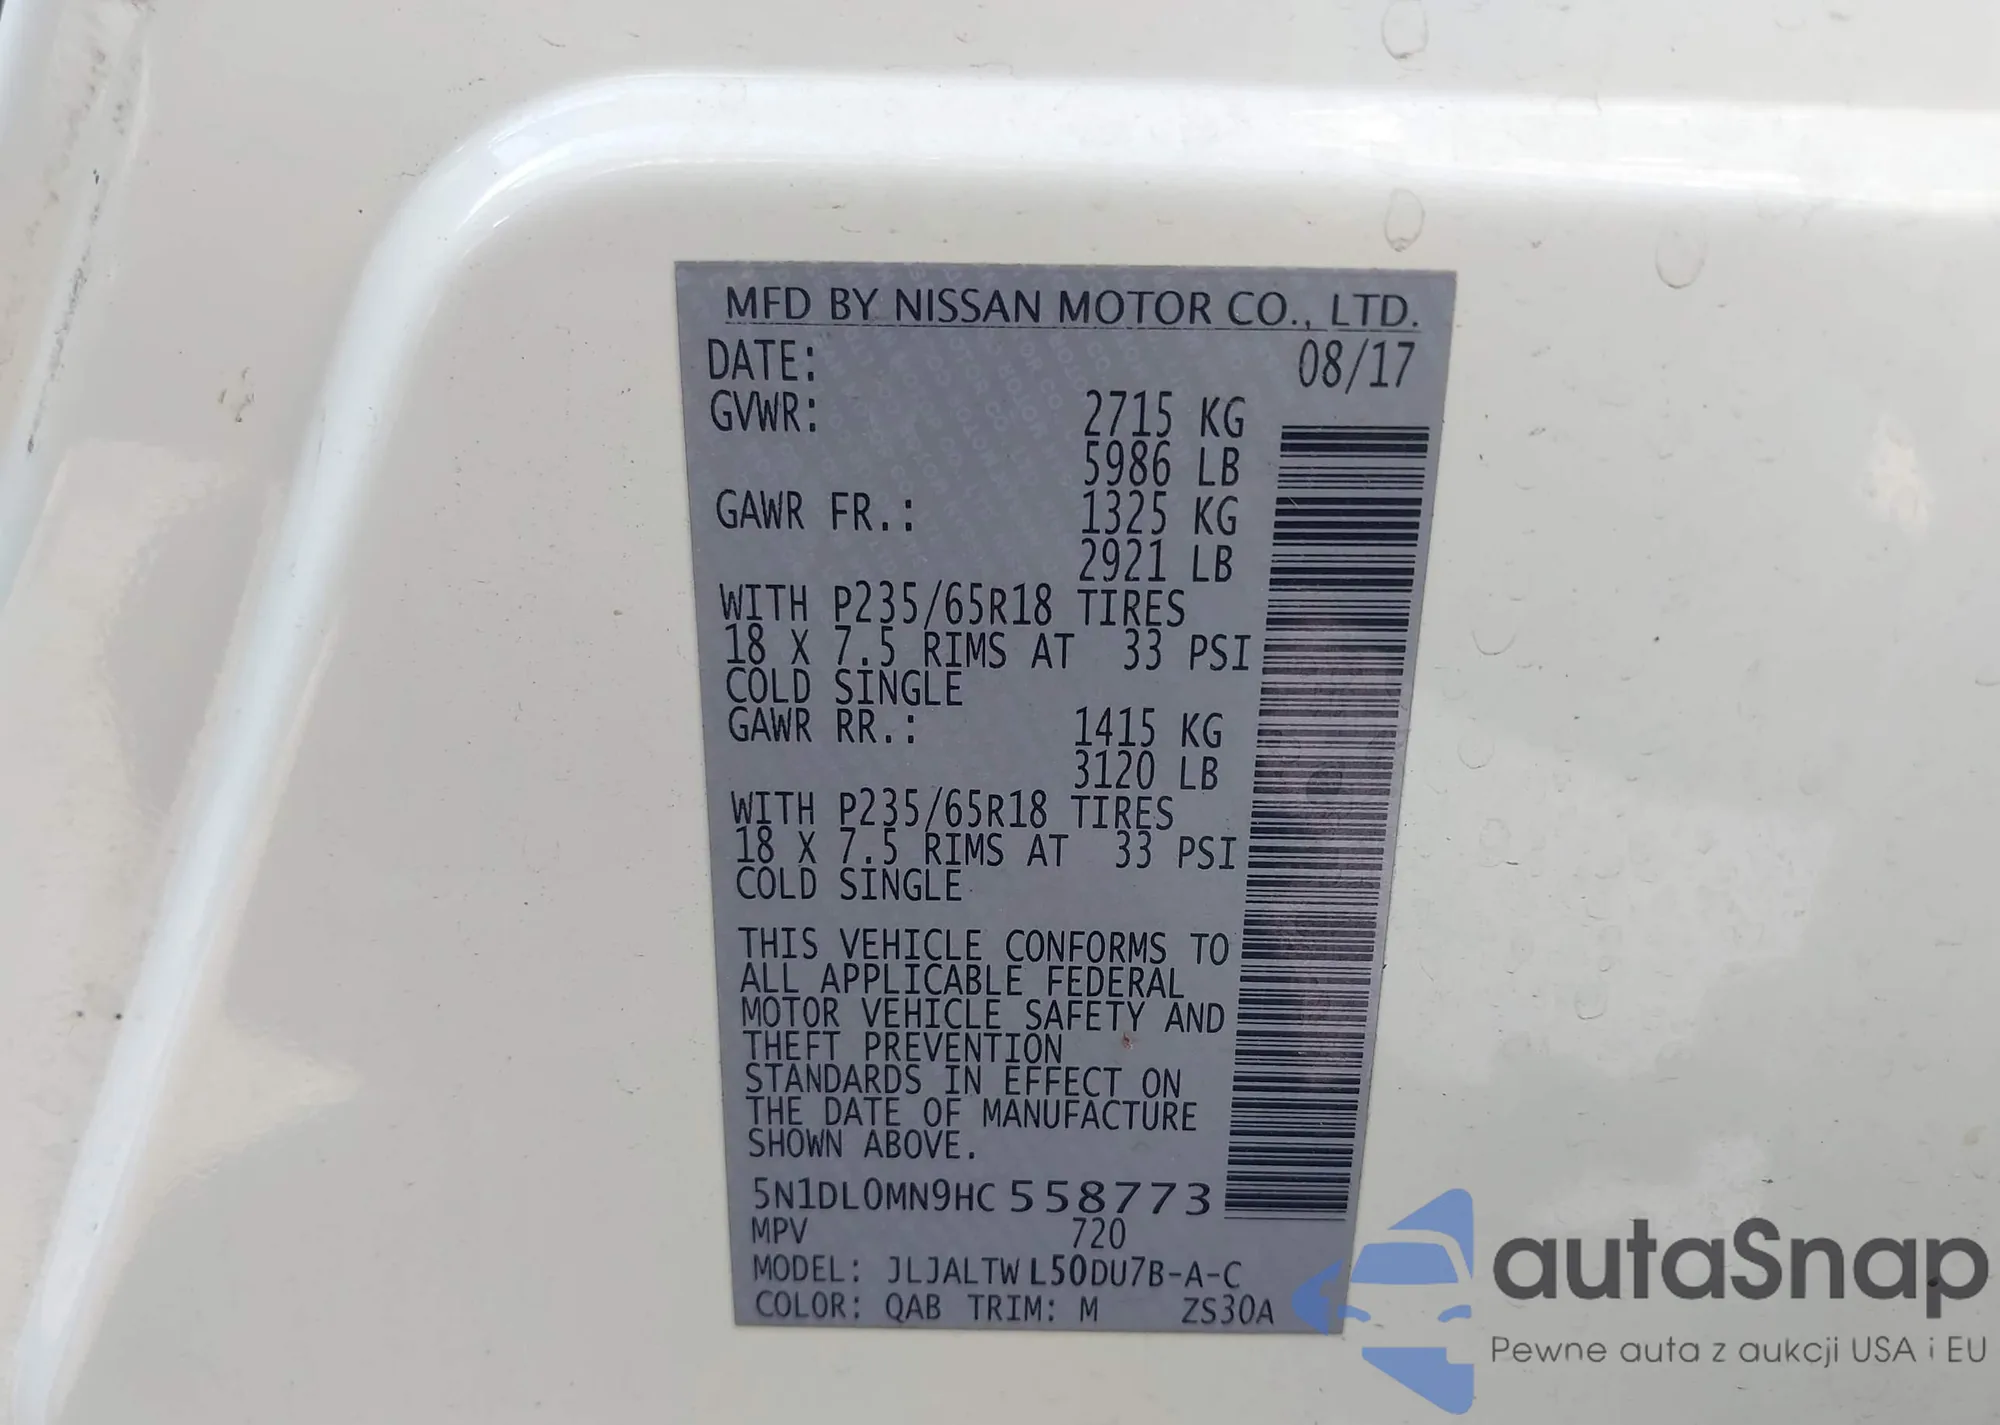 MFD BY NISSAN MOTOR CO., LTD.
DATE: 08/17
GVWR: 2715 KG
5986 LB
GAWR FR.: 1325 KG
2921 LB
WITH P235/65R18 TIRES
18 X 7.5 RIMS AT 33 PSI
COLD SINGLE
GAWR RR.: 1415 KG
3120 LB
WITH P235/65R18 TIRES
18 X 7.5 RIMS AT 33 PSI
COLD SINGLE
THIS VEHICLE CONFORMS TO
ALL APPLICABLE FEDERAL
MOTOR VEHICLE SAFETY AND
THEFT PREVENTION
STANDARDS IN EFFECT ON
THE DATE OF MANUFACTURE
SHOWN ABOVE.
5N1DL0MN9HC558773
MPV 720
MODEL: JLJALTWL50DU7B-A-C
COLOR: QAB TRIM: M ZS30A
autaSnap
Pewne auta z aukcji USA i EU